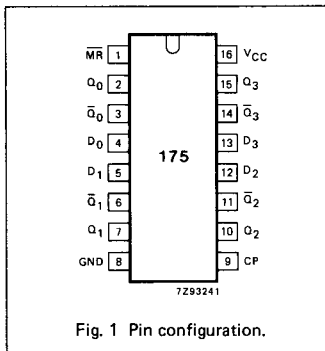 M̅R̅ 1 16 VCC
Q0 2 15 Q3
Q̅0 3 14 Q̅3
D0 4 13 D3
D1 5 12 D2
175
Q̅1 6 11 Q̅2
Q1 7 10 Q2
GND 8 9 CP
7Z93241
Fig. 1 Pin configuration.